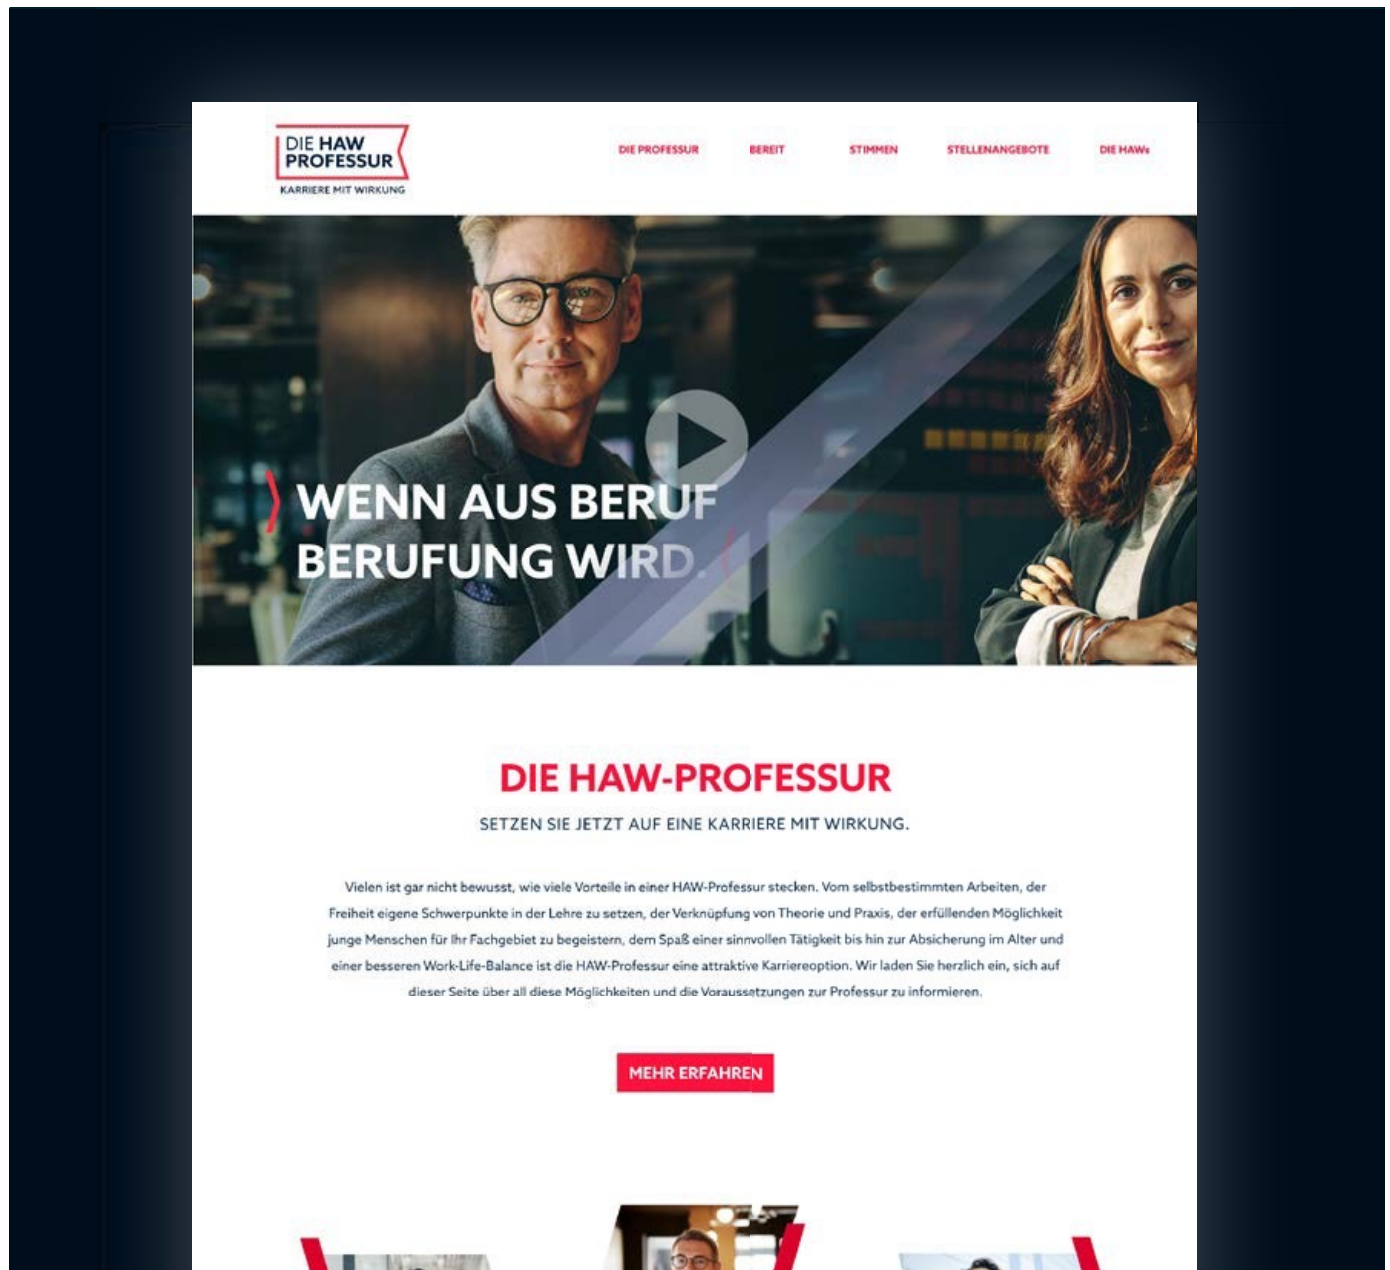 DIE HAW
PROFESSUR
KARRIERE MIT WIRKUNG
DIE PROFESSUR BEREIT STIMMEN STELLENANGEBOTE DIE HAWs
WENN AUS BERUF
BERUFUNG WIRD.
DIE HAW-PROFESSUR
SETZEN SIE JETZT AUF EINE KARRIERE MIT WIRKUNG.
Vielen ist gar nicht bewusst, wie viele Vorteile in einer HAW-Professur stecken. Vom selbstbestimmten Arbeiten, der
Freiheit eigene Schwerpunkte in der Lehre zu setzen, der Verknüpfung von Theorie und Praxis, der erfüllenden Möglichkeit
junge Menschen für Ihr Fachgebiet zu begeistern, dem Spaß einer sinnvollen Tätigkeit bis hin zur Absicherung im Alter und
einer besseren Work-Life-Balance ist die HAW-Professur eine attraktive Karriereoption. Wir laden Sie herzlich ein, sich auf
dieser Seite über all diese Möglichkeiten und die Voraussetzungen zur Professur zu informieren.
MEHR ERFAHREN